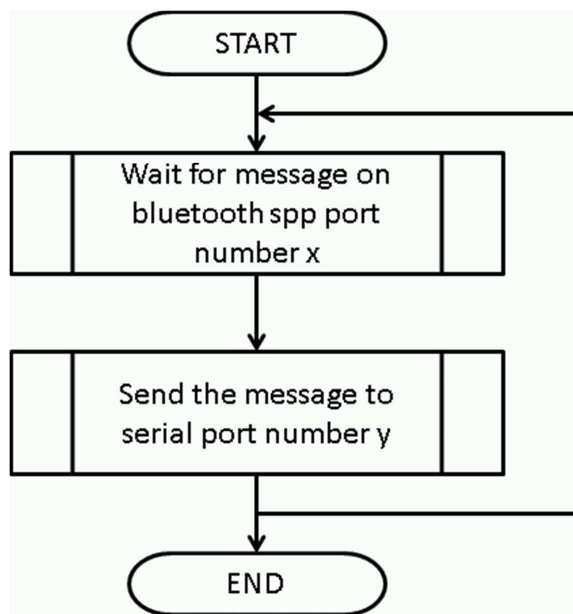 START
Wait for message on
bluetooth spp port
number x
Send the message to
serial port number y
END